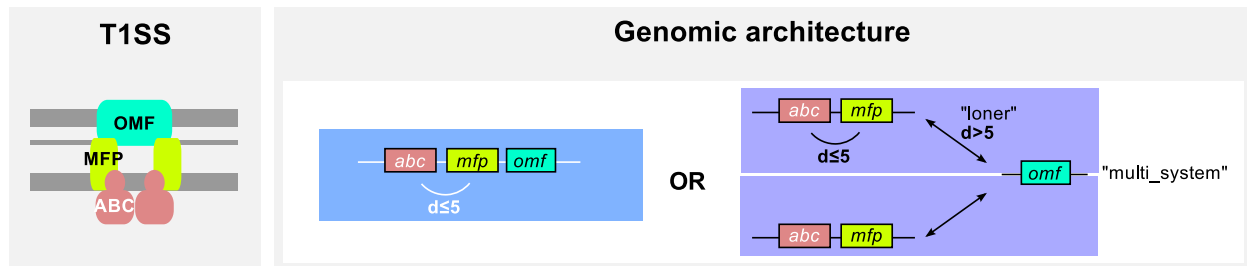 T1SS
OMF
MFP
ABC
Genomic architecture
abc mfp omf
d≤5
OR
abc mfp
d≤5
"loner"
d>5
omf
"multi_system"
abc mfp